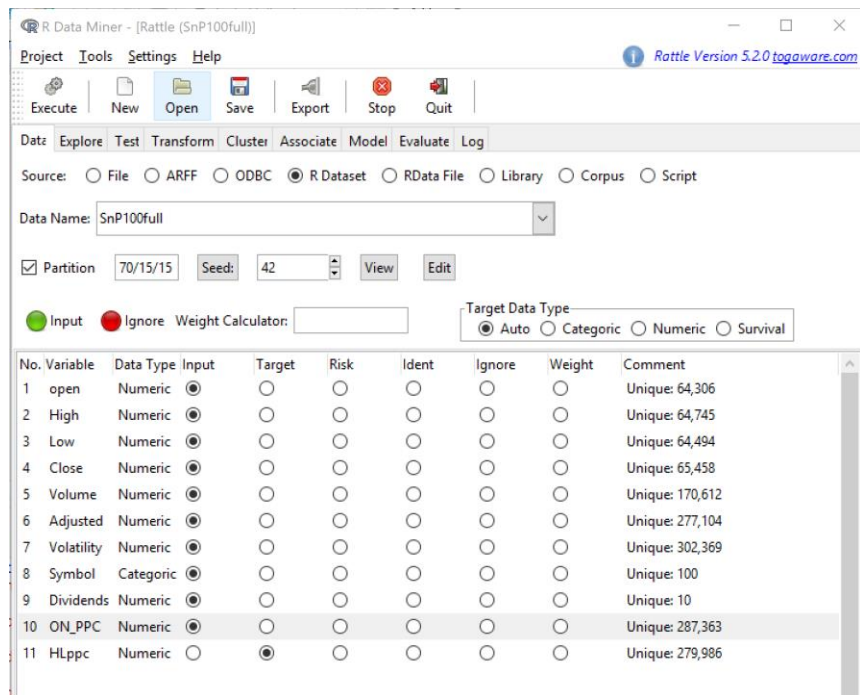 R Data Miner - [Rattle (SnP100full)]
Project Tools Settings Help Rattle Version 5.2.0 togaware.com
Execute New Open Save Export Stop Quit
Data Explore Test Transform Cluster Associate Model Evaluate Log
Source: File ARFF ODBC R Dataset RData File Library Corpus Script
Data Name: SnP100full
Partition 70/15/15 Seed: 42 View Edit
Target Data Type
Input Ignore Weight Calculator: Auto Categoric Numeric Survival
No. Variable Data Type Input Target Risk Ident Ignore Weight Comment
1 open Numeric Unique: 64,306
2 High Numeric Unique: 64,745
3 Low Numeric Unique: 64,494
4 Close Numeric Unique: 65,458
5 Volume Numeric Unique: 170,612
6 Adjusted Numeric Unique: 277,104
7 Volatility Numeric Unique: 302,369
8 Symbol Categoric Unique: 100
9 Dividends Numeric Unique: 10
10 ON_PPC Numeric Unique: 287,363
11 HLppc Numeric Unique: 279,986